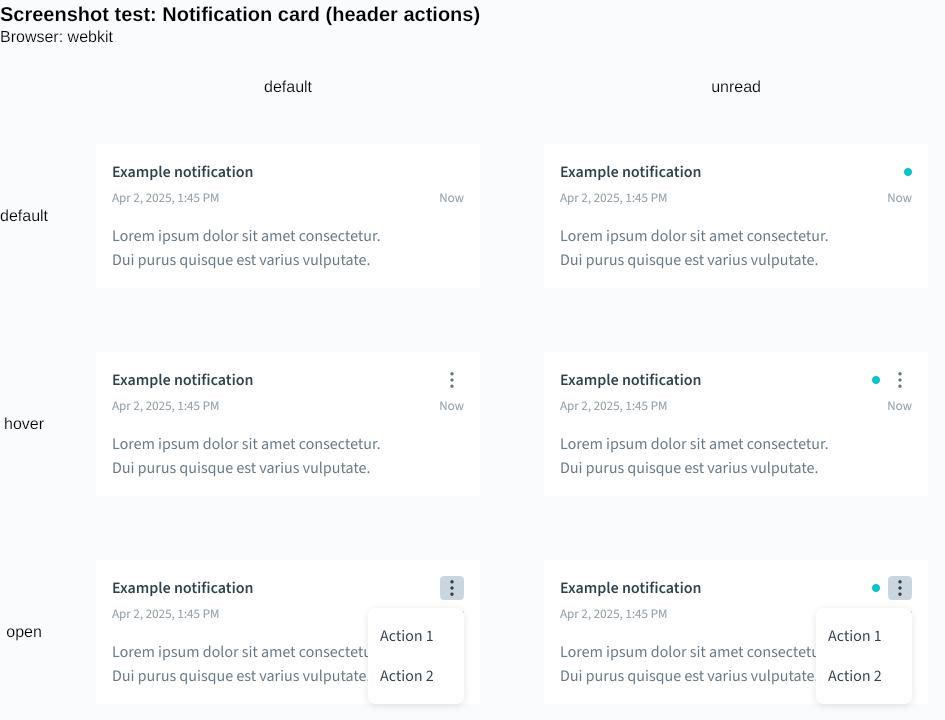 Screenshot test: Notification card (header actions)
Browser: webkit
default
unread
default
Example notification
Apr 2, 2025, 1:45 PM
Now
Lorem ipsum dolor sit amet consectetur.
Dui purus quisque est varius vulputate.
Example notification
Apr 2, 2025, 1:45 PM
Now
Lorem ipsum dolor sit amet consectetur.
Dui purus quisque est varius vulputate.
hover
Example notification
Apr 2, 2025, 1:45 PM
Now
Lorem ipsum dolor sit amet consectetur.
Dui purus quisque est varius vulputate.
Example notification
Apr 2, 2025, 1:45 PM
Now
Lorem ipsum dolor sit amet consectetur.
Dui purus quisque est varius vulputate.
open
Example notification
Apr 2, 2025, 1:45 PM
Lorem ipsum dolor sit amet consectetu
Dui purus quisque est varius vulputate.
Action 1
Action 2
Example notification
Apr 2, 2025, 1:45 PM
Lorem ipsum dolor sit amet consectetu
Dui purus quisque est varius vulputate.
Action 1
Action 2